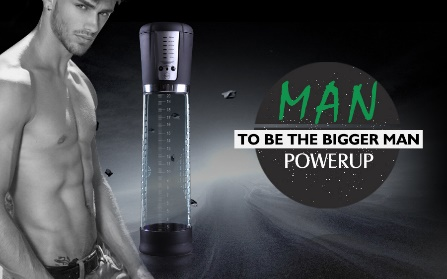 MAN
TO BE THE BIGGER MAN
POWERUP